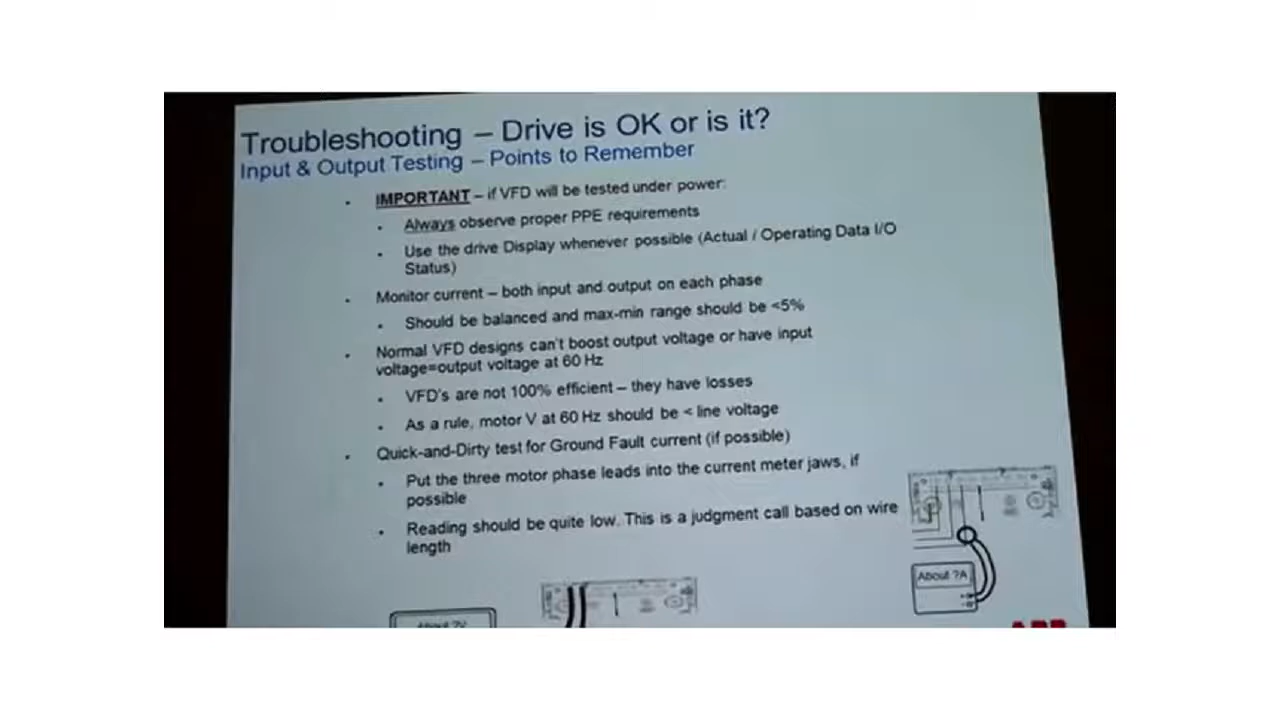 Troubleshooting – Drive is OK or is it?
Input & Output Testing – Points to Remember
• IMPORTANT – if VFD will be tested under power:
• Always observe proper PPE requirements
• Use the drive Display whenever possible (Actual / Operating Data I/O
Status)
• Monitor current – both input and output on each phase
• Should be balanced and max-min range should be <5%
• Normal VFD designs can't boost output voltage or have input
voltage=output voltage at 60 Hz
• VFD's are not 100% efficient – they have losses
• As a rule, motor V at 60 Hz should be < line voltage
• Quick-and-Dirty test for Ground Fault current (if possible)
• Put the three motor phase leads into the current meter jaws, if
possible
• Reading should be quite low. This is a judgment call based on wire
length
About ?A
About ?V